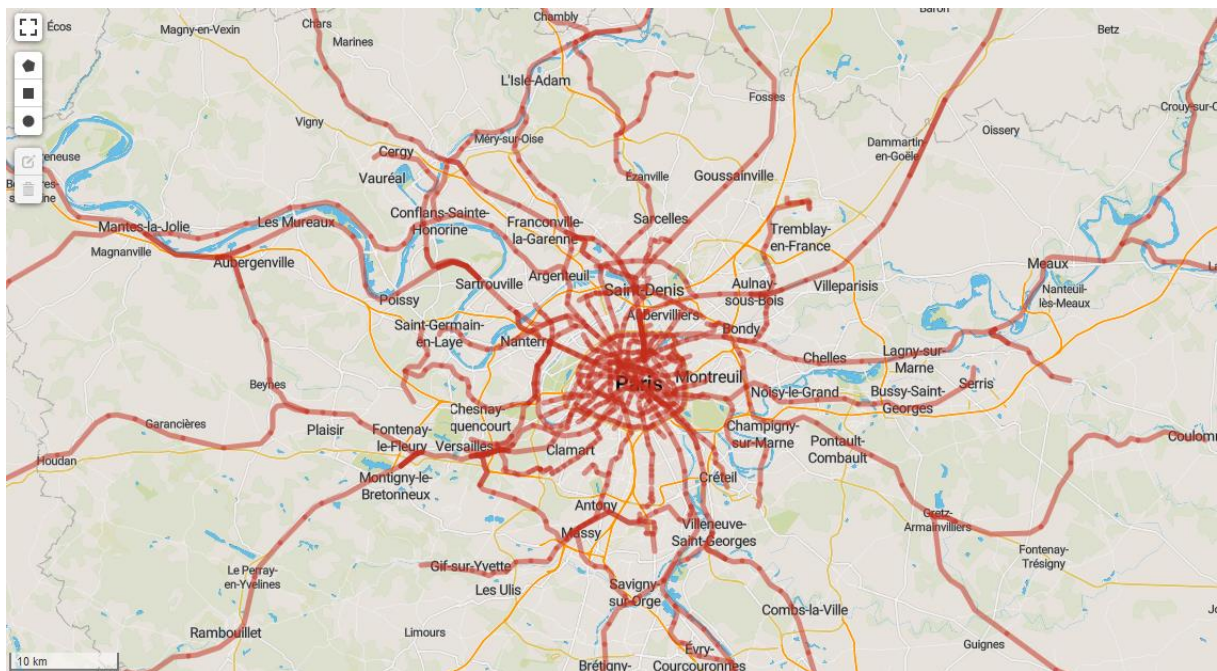 Chambly
Baron
Écos
Magny-en-Vexin
Chars
Marines
Betz
L'Isle-Adam
Fosses
Crouy-sur-O
Vigny
Méry-sur-Oise
Oissery
Dammartin-
en-Goële
Cergy
Vauréal
Ézanville
Goussainville
Mantes-la-Jolie
Les Mureaux
Conflans-Sainte-
Honorine
Franconville-
la-Garenne
Sarcelles
Tremblay-
en-France
Magnanville
Aubergenville
Argenteuil
Meaux
Poissy
Sartrouville
Saint-Denis
Aulnay-
sous-Bois
Villeparisis
Nanteuil-
lès-Meaux
Saint-Germain-
en-Laye
Nanterre
Aubervilliers
Bondy
Chelles
Lagny-sur-
Marne
Paris
Montreuil
Noisy-le-Grand
Bussy-Saint-
Georges
Serris
Beynes
Garancières
Plaisir
Fontenay-
le-Fleury
Chesnay-
quencourt
Versailles
Clamart
Champigny-
sur-Marne
Pontault-
Combault
Coulomm
Houdan
Montigny-le-
Bretonneux
Créteil
Antony
Massy
Villeneuve-
Saint-Georges
Gretz-
Armainvilliers
Fontenay-
Trésigny
Le Perray-
en-Yvelines
Gif-sur-Yvette
Les Ulis
Savigny-
sur-Orge
Combs-la-Ville
Rambouillet
Limours
Guignes
Brétigny-
Évry-
Courcouronnes
10 km